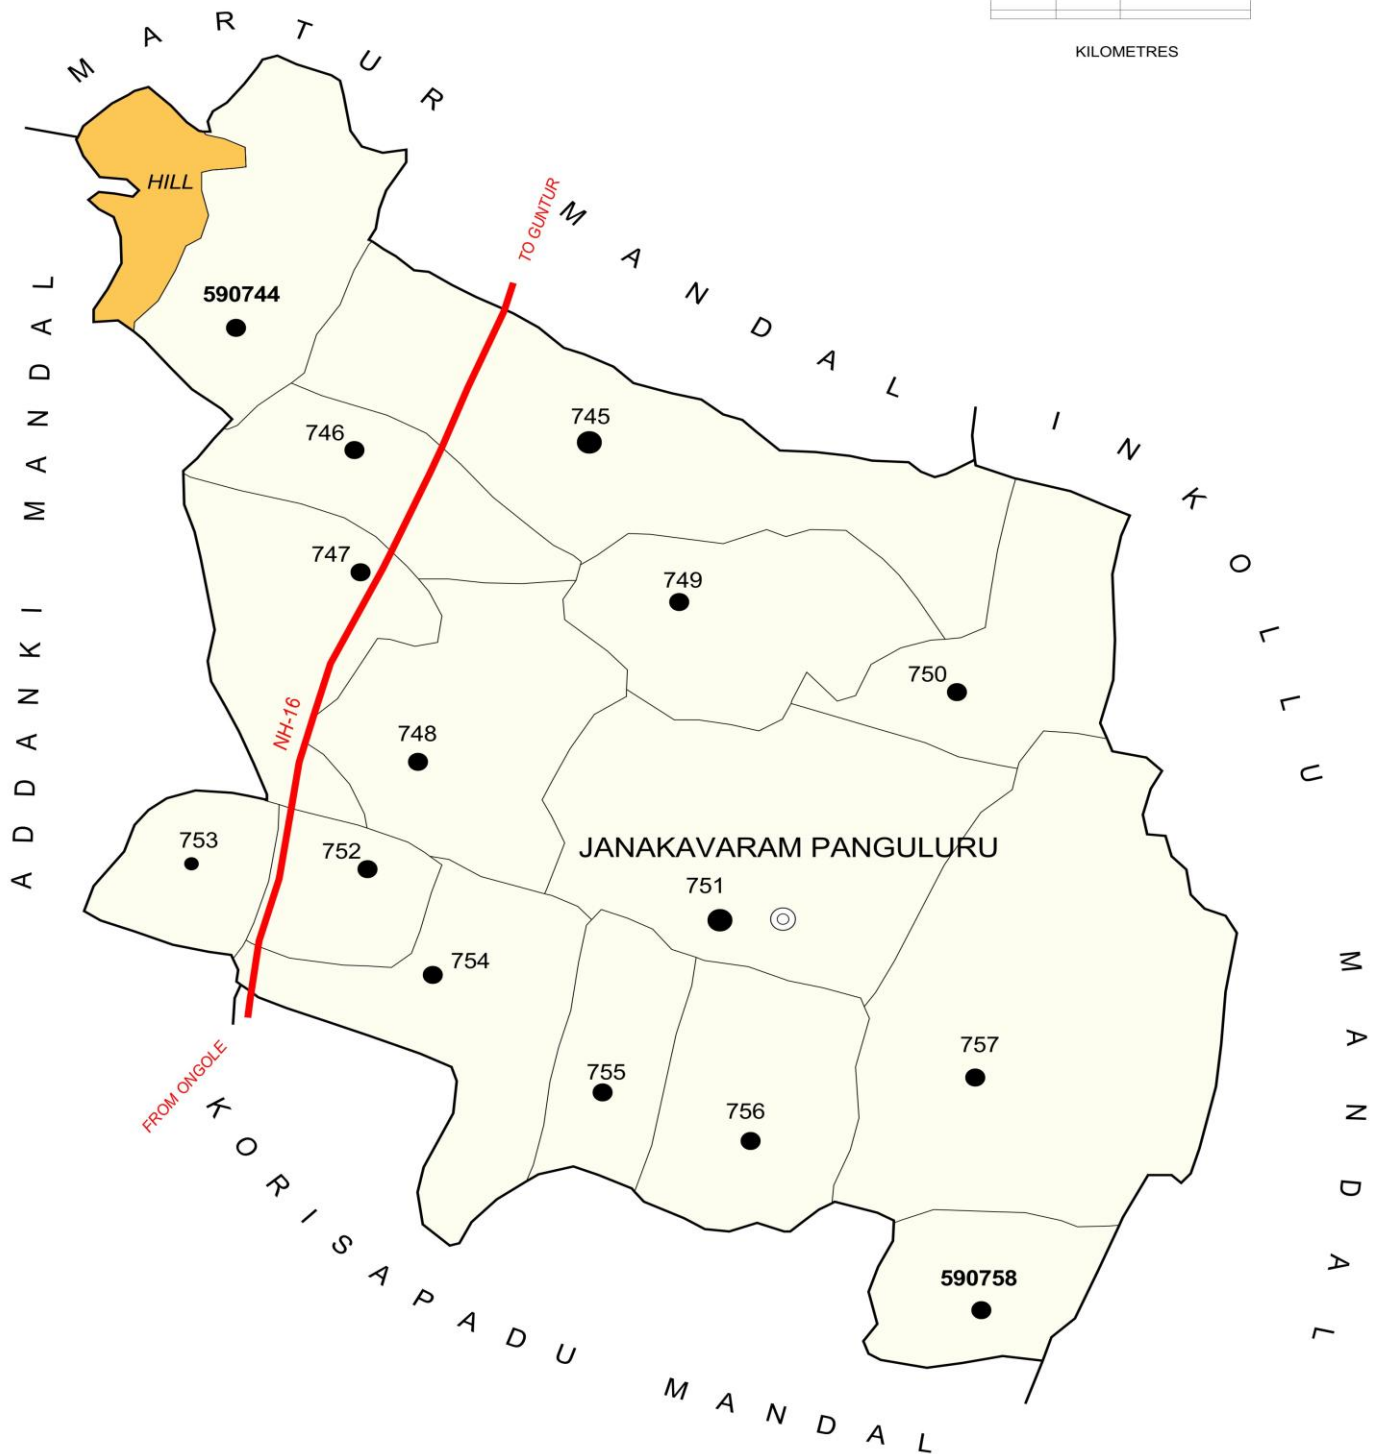 KILOMETRES
MARTUR MANDAL
HILL
TO GUNTUR
590744
745
746
INKOLLU MANDAL
ADDANKI MANDAL
747
749
750
NH-16
748
753
752
JANAKAVARAM PANGULURU
751
754
757
755
756
FROM ONGOLE
KORISAPADU MANDAL
590758